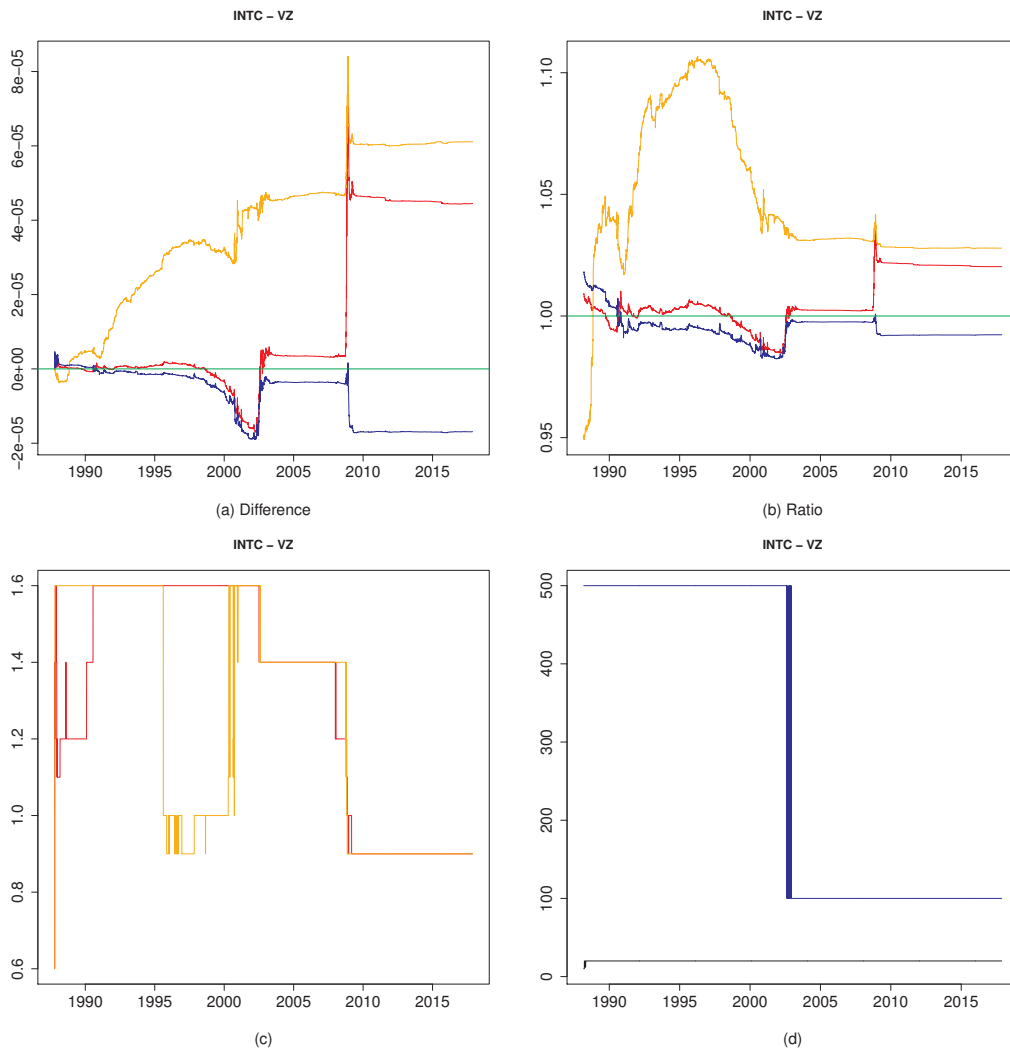 INTC − VZ
8e−05
6e−05
4e−05
2e−05
0e+00
−2e−05
1990 1995 2000 2005 2010 2015
(a) Difference
INTC − VZ
1.10
1.05
1.00
0.95
1990 1995 2000 2005 2010 2015
(b) Ratio
INTC − VZ
1.6
1.4
1.2
1.0
0.8
0.6
1990 1995 2000 2005 2010 2015
(c)
INTC − VZ
500
400
300
200
100
0
1990 1995 2000 2005 2010 2015
(d)